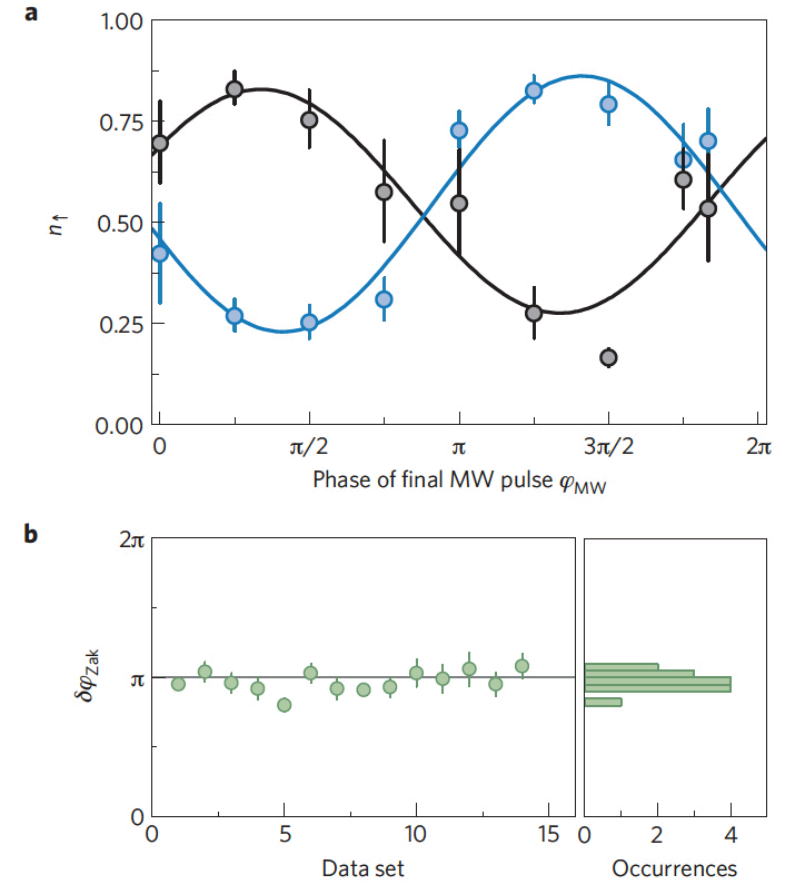 a
1.00
0.75
0.50
0.25
0.00
n↑
0 π/2 π 3π/2 2π
Phase of final MW pulse φMW
b
2π
π
0
δφZak
0 5 10 15
0 2 4
Data set
Occurrences